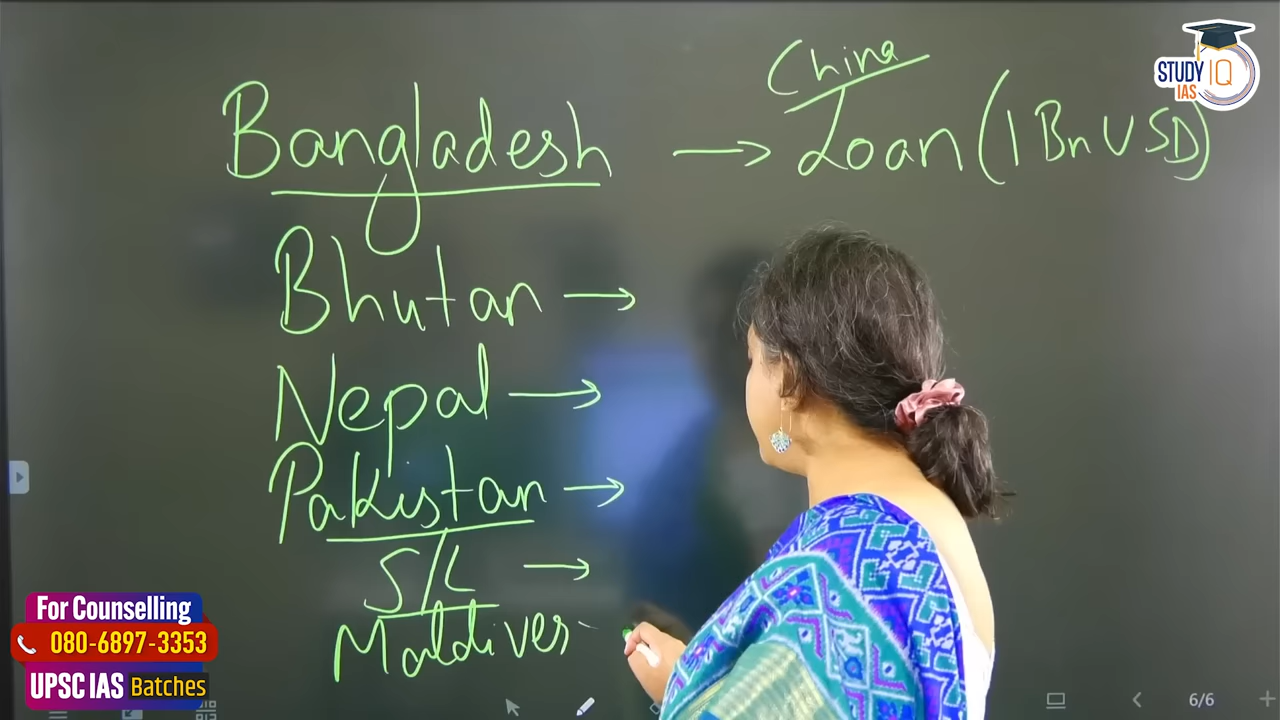 China
Bangladesh → Loan (1 Bn USD)
Bhutan →
Nepal →
Pakistan →
S/L →
Maldives
STUDY IQ
IAS
For Counselling
080-6897-3353
UPSC IAS Batches
6/6